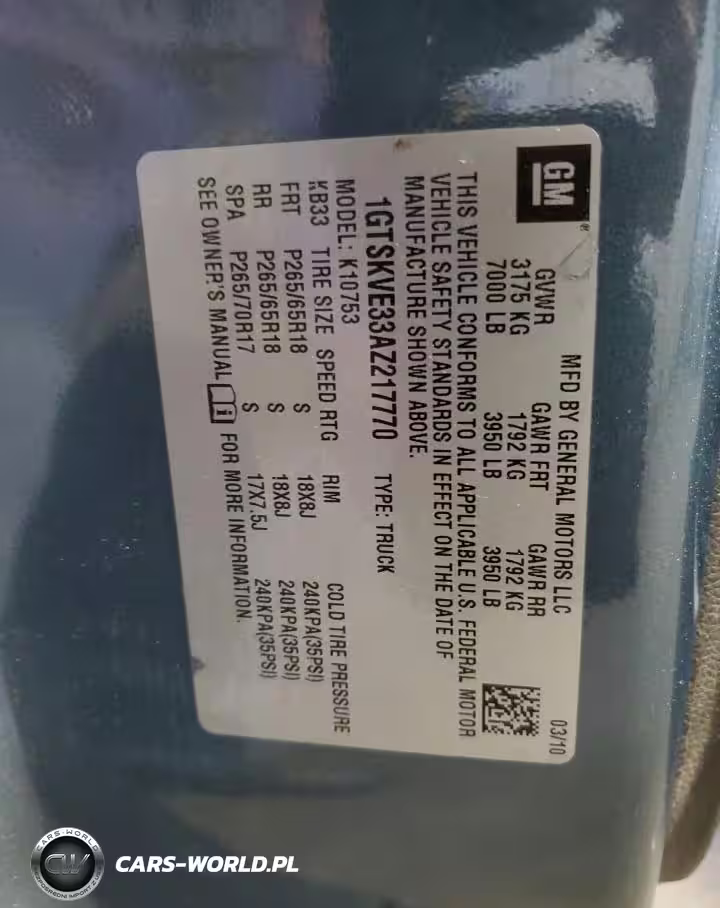 GM®
MFD BY GENERAL MOTORS LLC 03/10
GVWR GAWR FRT GAWR RR
3175 KG 1792 KG 1792 KG
7000 LB 3950 LB 3950 LB
THIS VEHICLE CONFORMS TO ALL APPLICABLE U.S. FEDERAL MOTOR
VEHICLE SAFETY STANDARDS IN EFFECT ON THE DATE OF
MANUFACTURE SHOWN ABOVE.
1GTSKVE33AZ217770 TYPE: TRUCK
MODEL: K10753
KB33 TIRE SIZE SPEED RTG RIM COLD TIRE PRESSURE
FRT P265/65R18 S 18X8J 240KPA(35PSI)
RR P265/65R18 S 18X8J 240KPA(35PSI)
SPA P265/70R17 S 17X7.5J 240KPA(35PSI)
SEE OWNER'S MANUAL i FOR MORE INFORMATION.
CARS-WORLD
CW
CARS-WORLD.PL